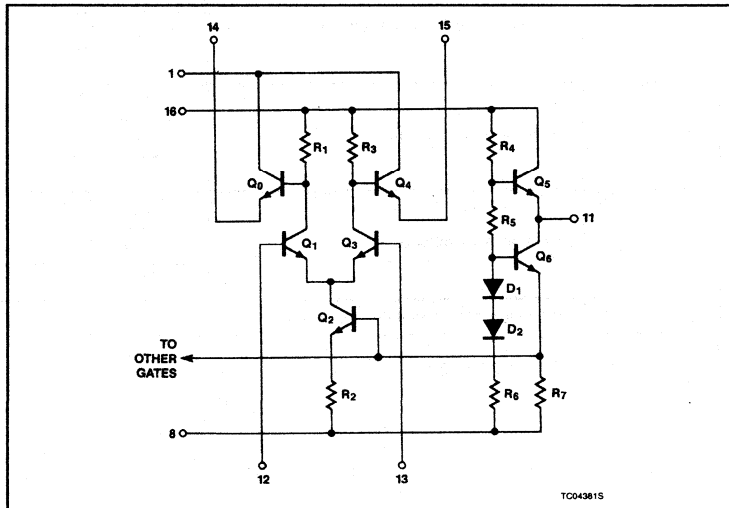 14
15
1
16
R1
R3
R4
Q0
Q4
Q5
R5
11
Q1
Q3
Q6
D1
Q2
D2
TO
OTHER
GATES
R2
R6
R7
8
12
13
TC04381S